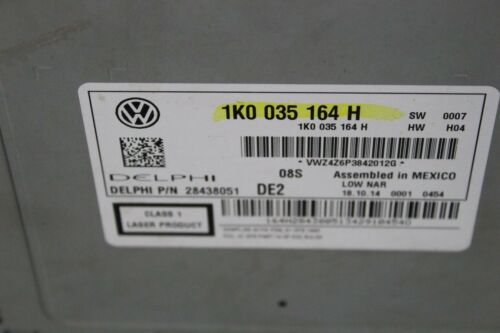 1K0 035 164 H
SW 0007
1K0 035 164 H
HW H04
- VWZ4Z6P3842012G -
DELPHI
08S
Assembled in MEXICO
DELPHI P/N 28438051
DE2
LOW NAR
18.10.14 0001 0454
CLASS 1
LASER PRODUCT